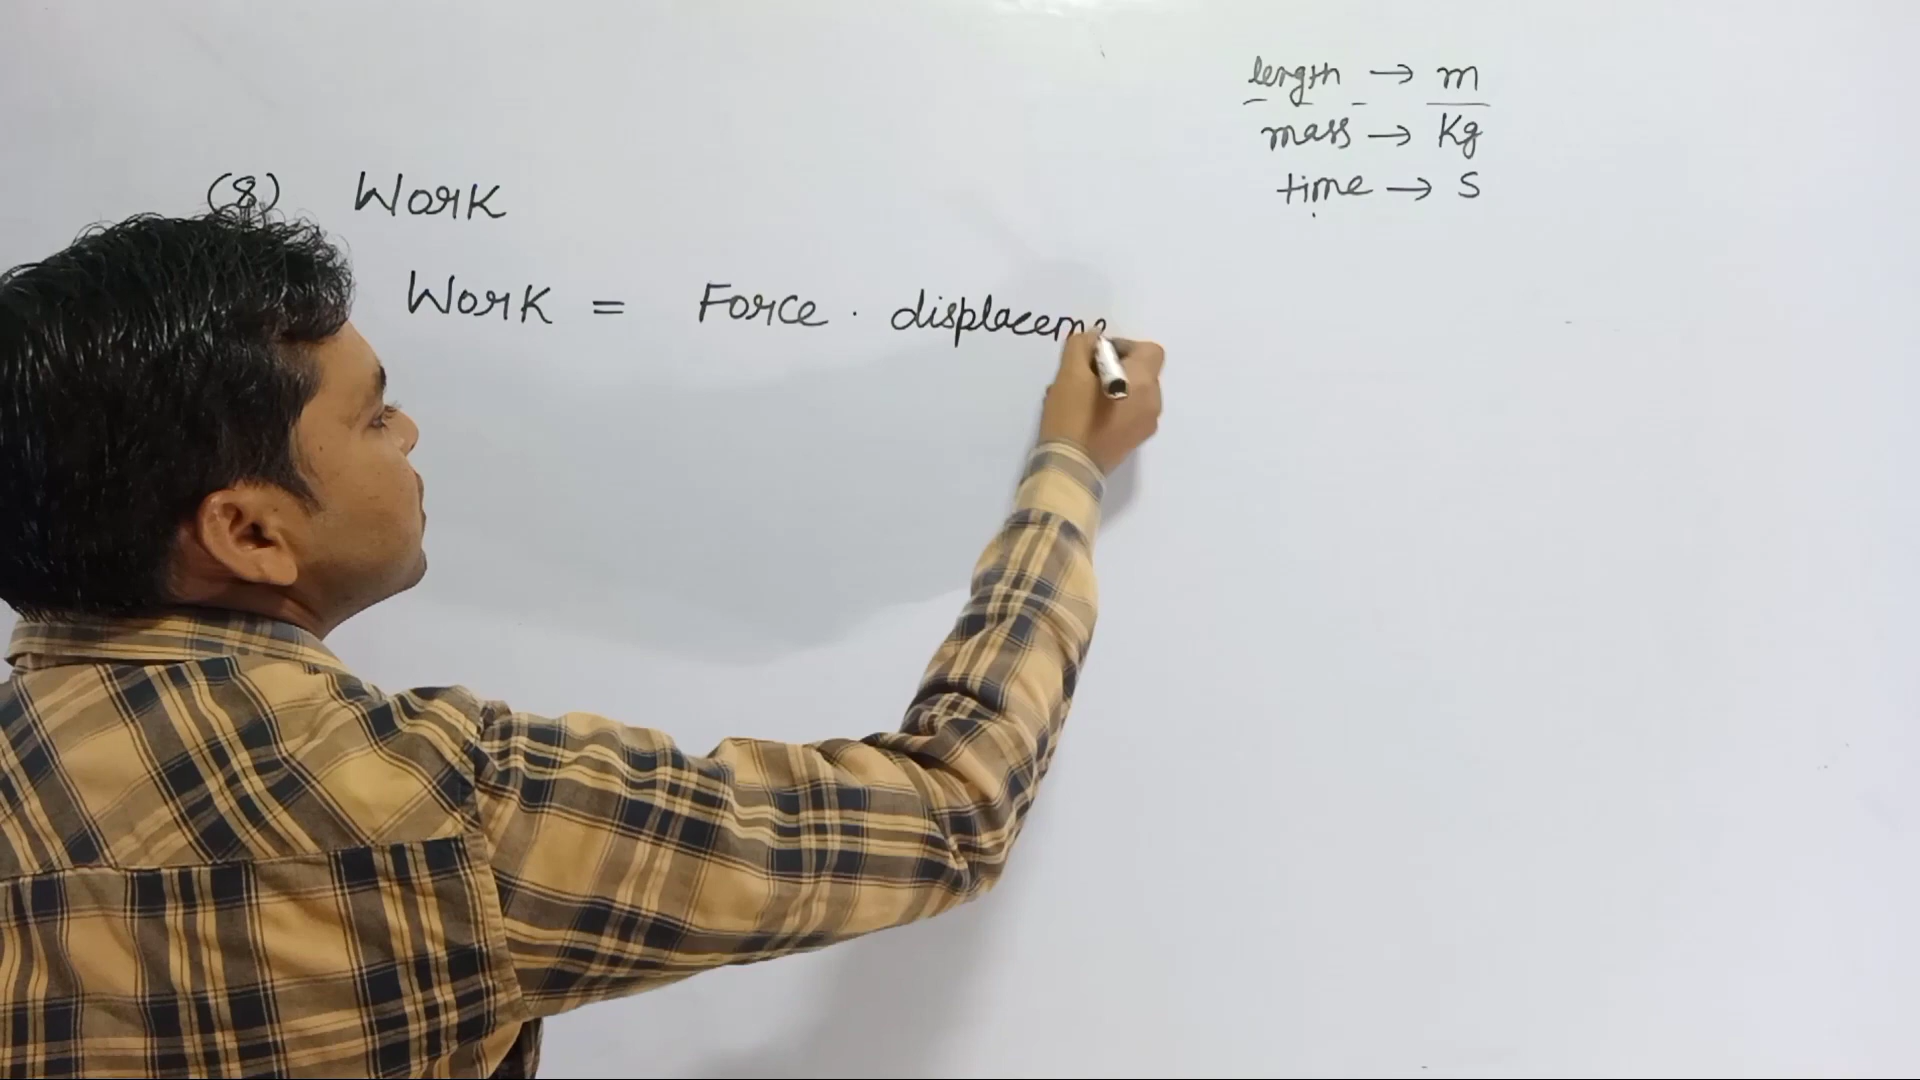 length → m
mass → Kg
time → s
(8) Work
Work = Force . displaceme